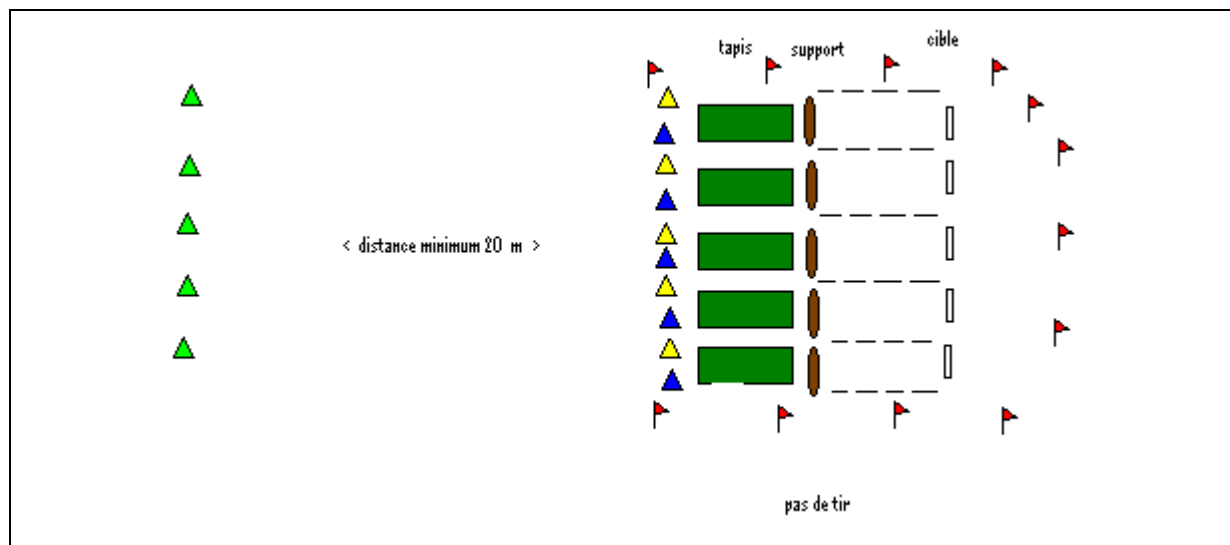 tapis
support
cible
< distance minimum 20 m >
pas de tir